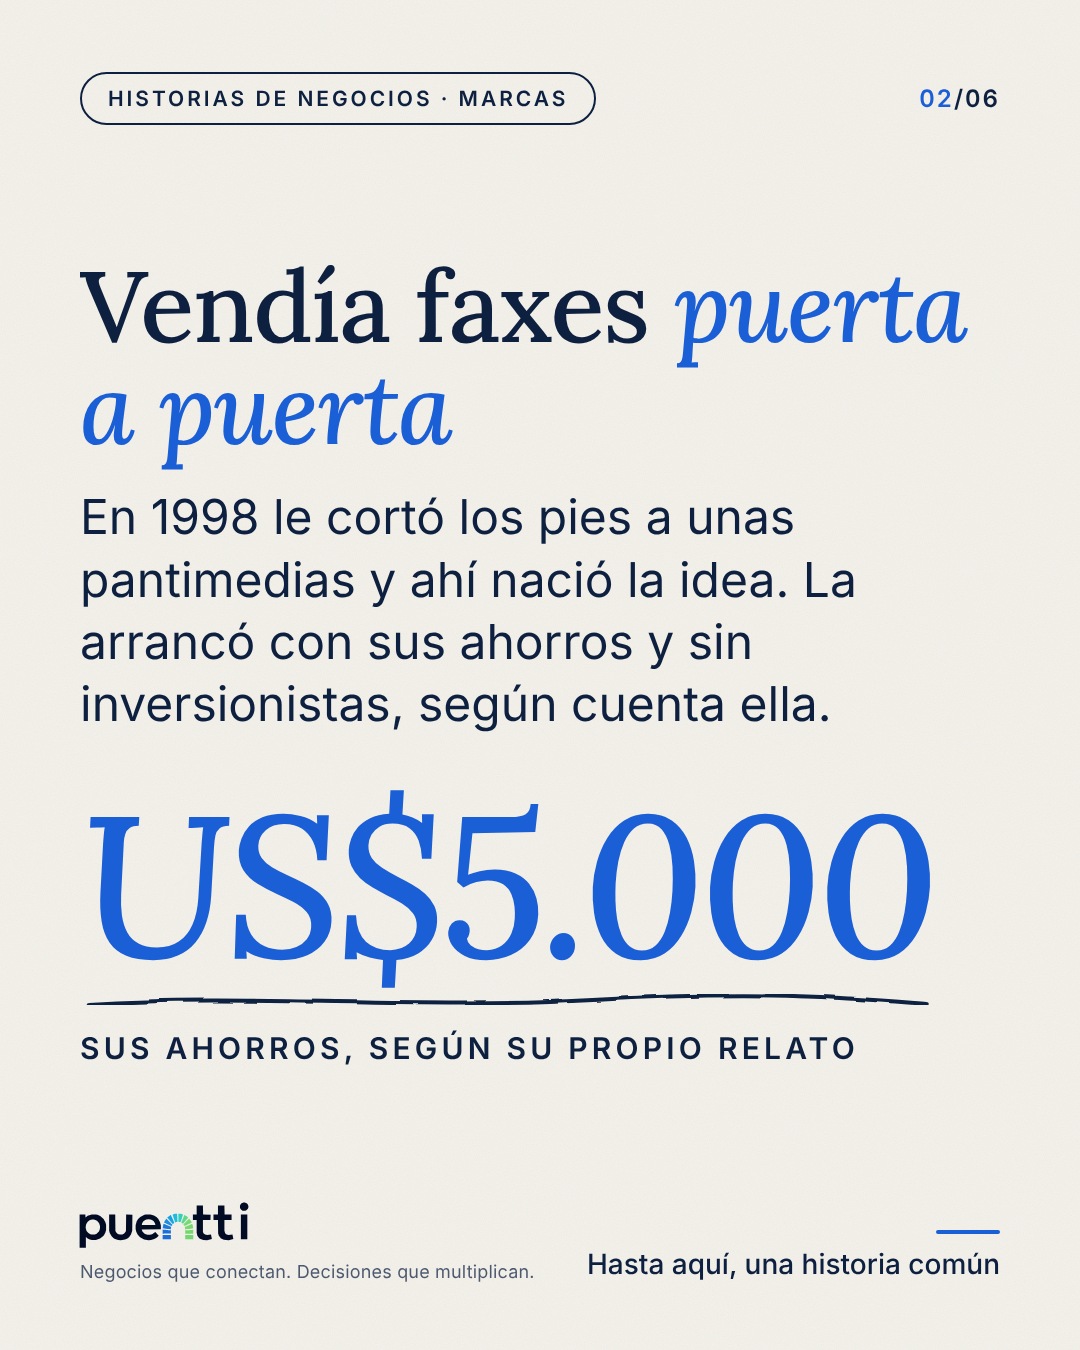 HISTORIAS DE NEGOCIOS · MARCAS
02/06
Vendía faxes puerta
a puerta
En 1998 le cortó los pies a unas
pantimedias y ahí nació la idea. La
arrancó con sus ahorros y sin
inversionistas, según cuenta ella.
US$5.000
SUS AHORROS, SEGÚN SU PROPIO RELATO
puentti
Negocios que conectan. Decisiones que multiplican.
Hasta aquí, una historia común